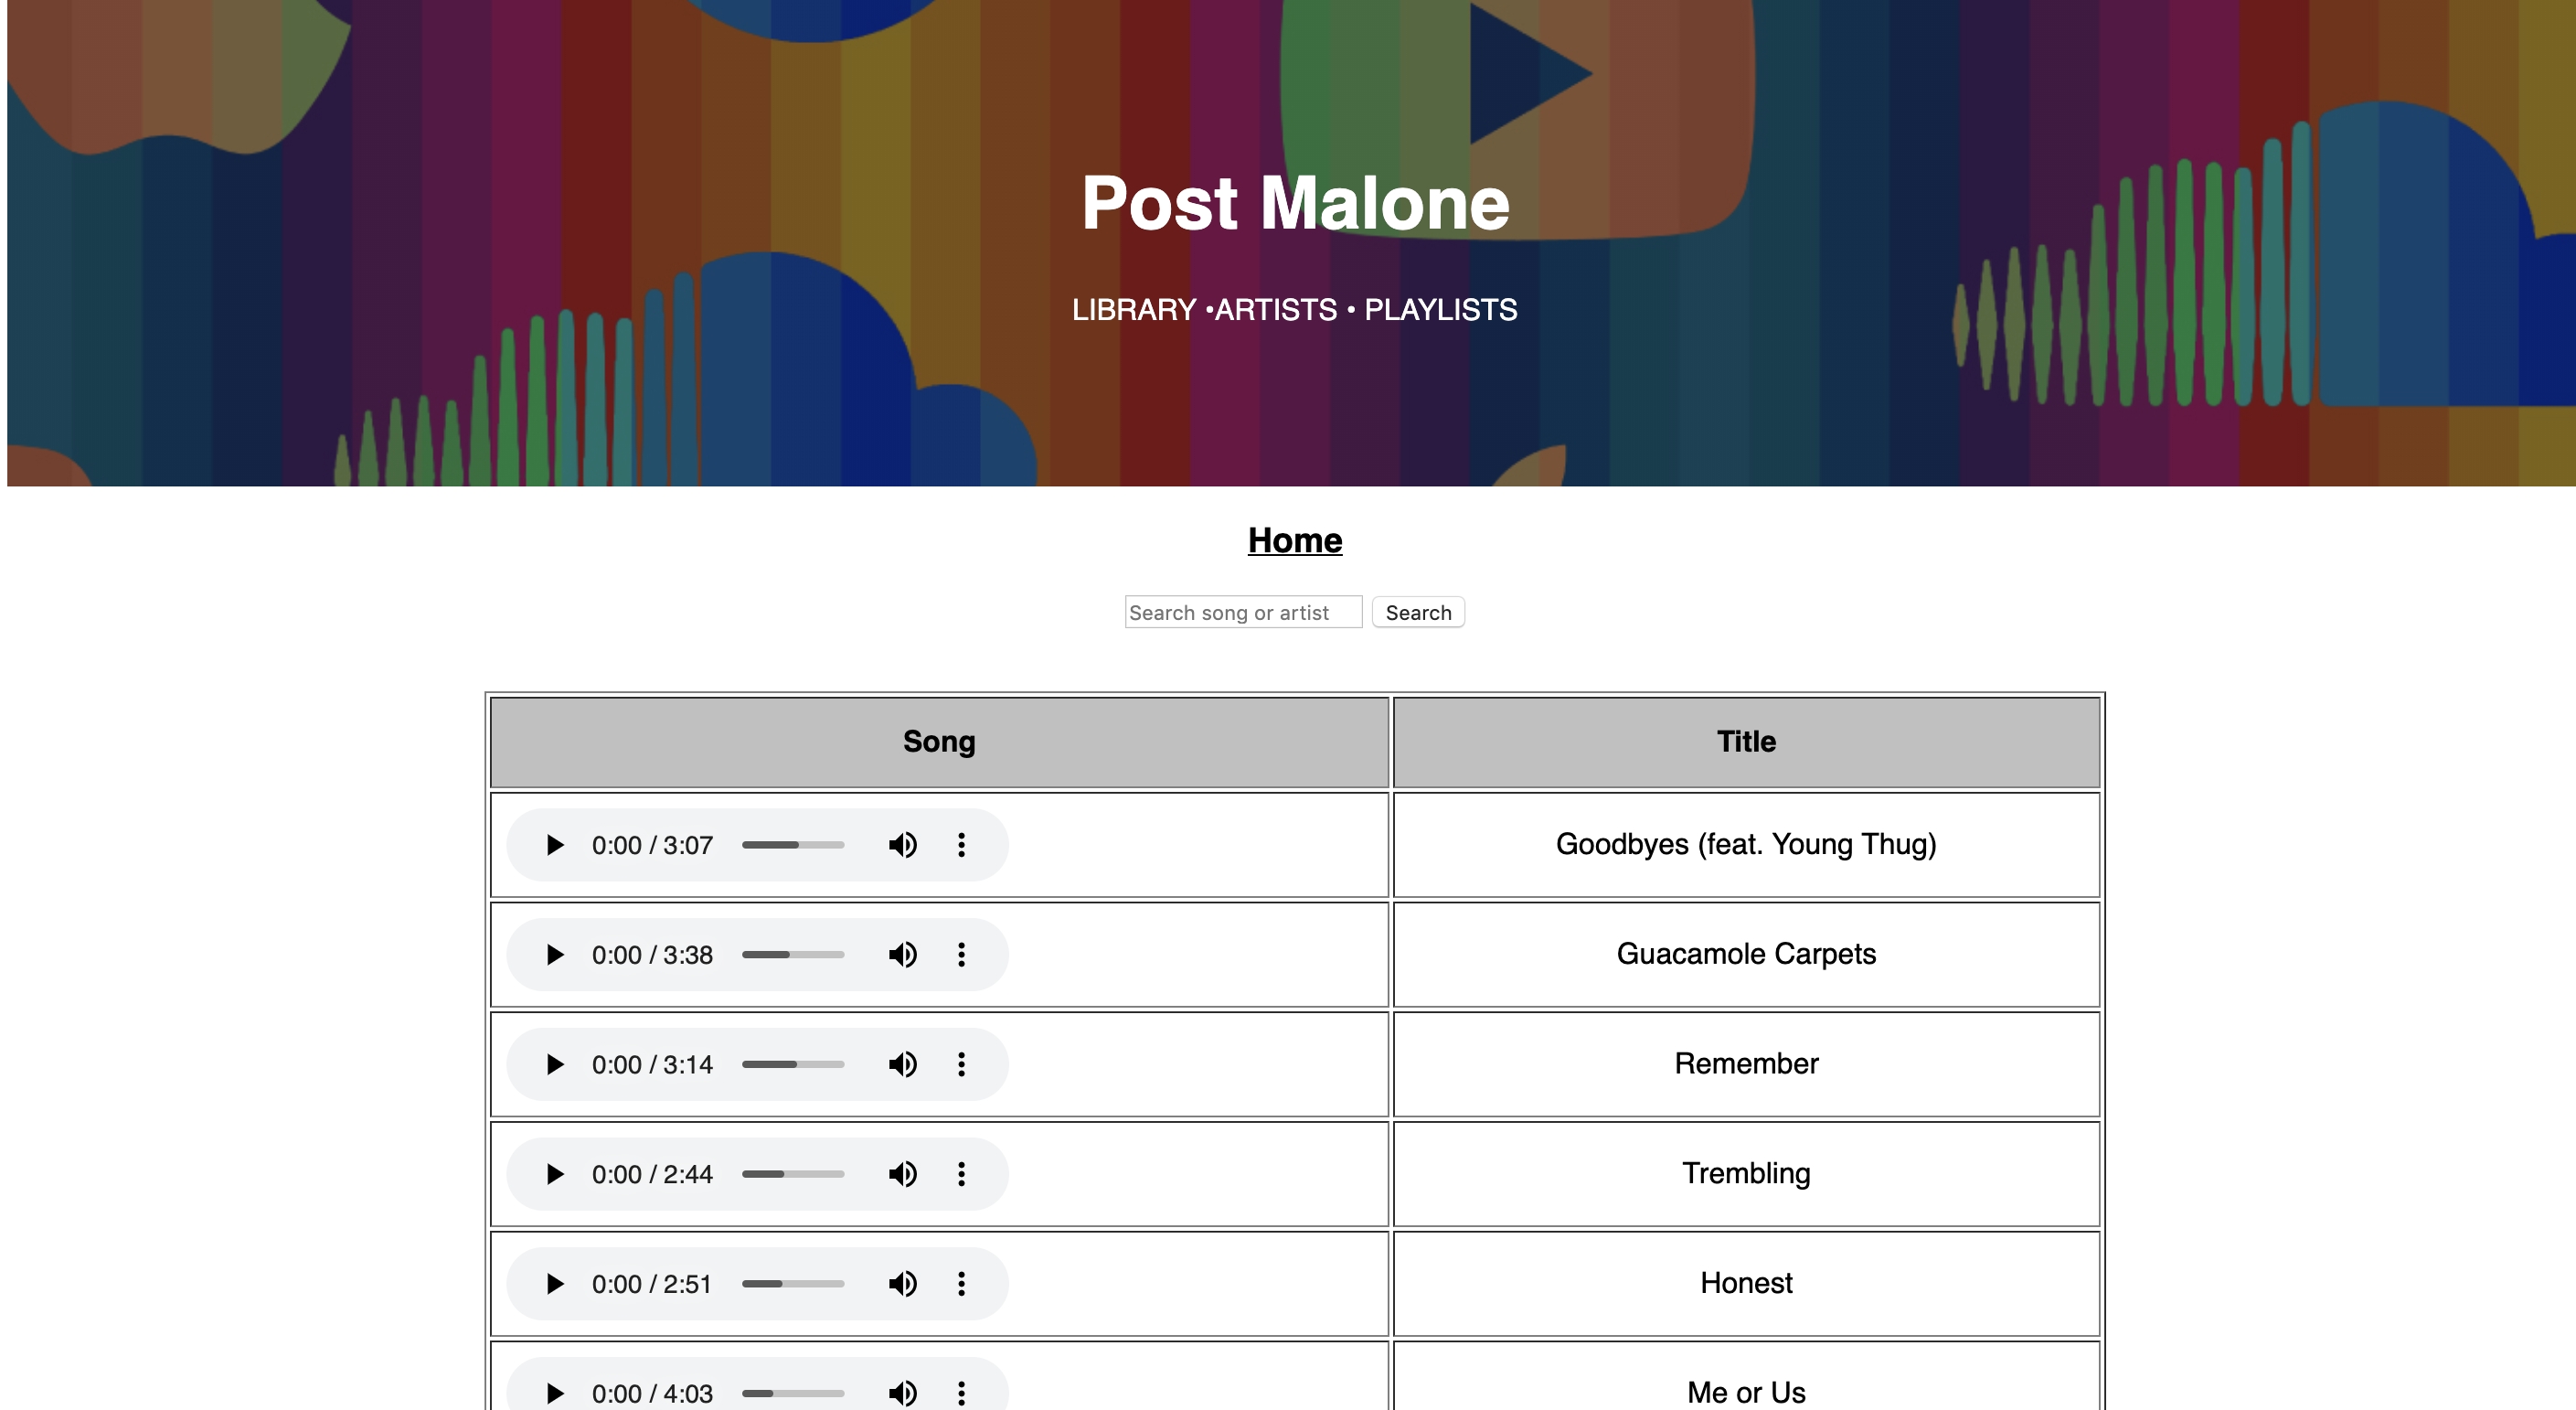 Post Malone
LIBRARY •ARTISTS • PLAYLISTS
Home
Search song or artist Search
Song Title
0:00 / 3:07 Goodbyes (feat. Young Thug)
0:00 / 3:38 Guacamole Carpets
0:00 / 3:14 Remember
0:00 / 2:44 Trembling
0:00 / 2:51 Honest
0:00 / 4:03 Me or Us